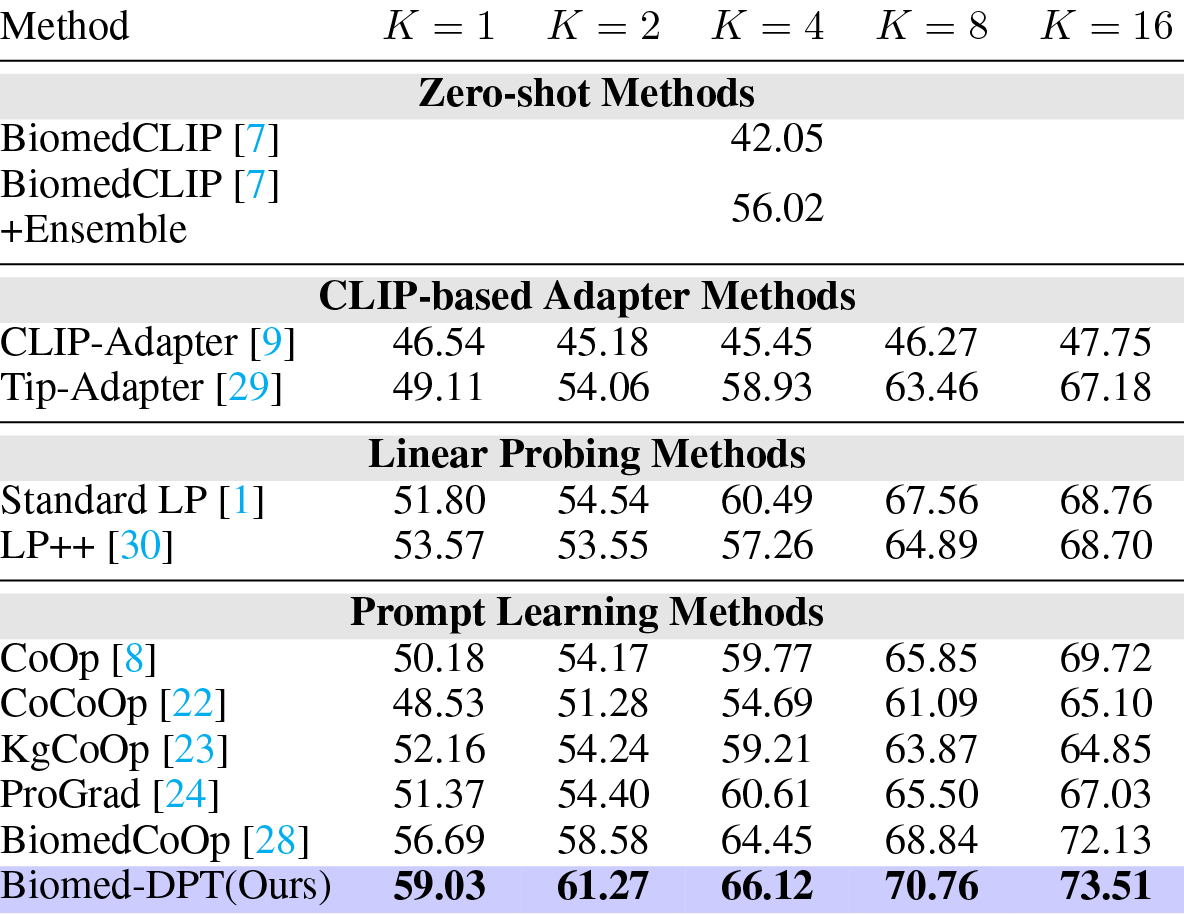 Method K = 1 K = 2 K = 4 K = 8 K = 16
Zero-shot Methods
BiomedCLIP [7] 42.05
BiomedCLIP [7]
+Ensemble 56.02
CLIP-based Adapter Methods
CLIP-Adapter [9] 46.54 45.18 45.45 46.27 47.75
Tip-Adapter [29] 49.11 54.06 58.93 63.46 67.18
Linear Probing Methods
Standard LP [1] 51.80 54.54 60.49 67.56 68.76
LP++ [30] 53.57 53.55 57.26 64.89 68.70
Prompt Learning Methods
CoOp [8] 50.18 54.17 59.77 65.85 69.72
CoCoOp [22] 48.53 51.28 54.69 61.09 65.10
KgCoOp [23] 52.16 54.24 59.21 63.87 64.85
ProGrad [24] 51.37 54.40 60.61 65.50 67.03
BiomedCoOp [28] 56.69 58.58 64.45 68.84 72.13
Biomed-DPT(Ours) 59.03 61.27 66.12 70.76 73.51